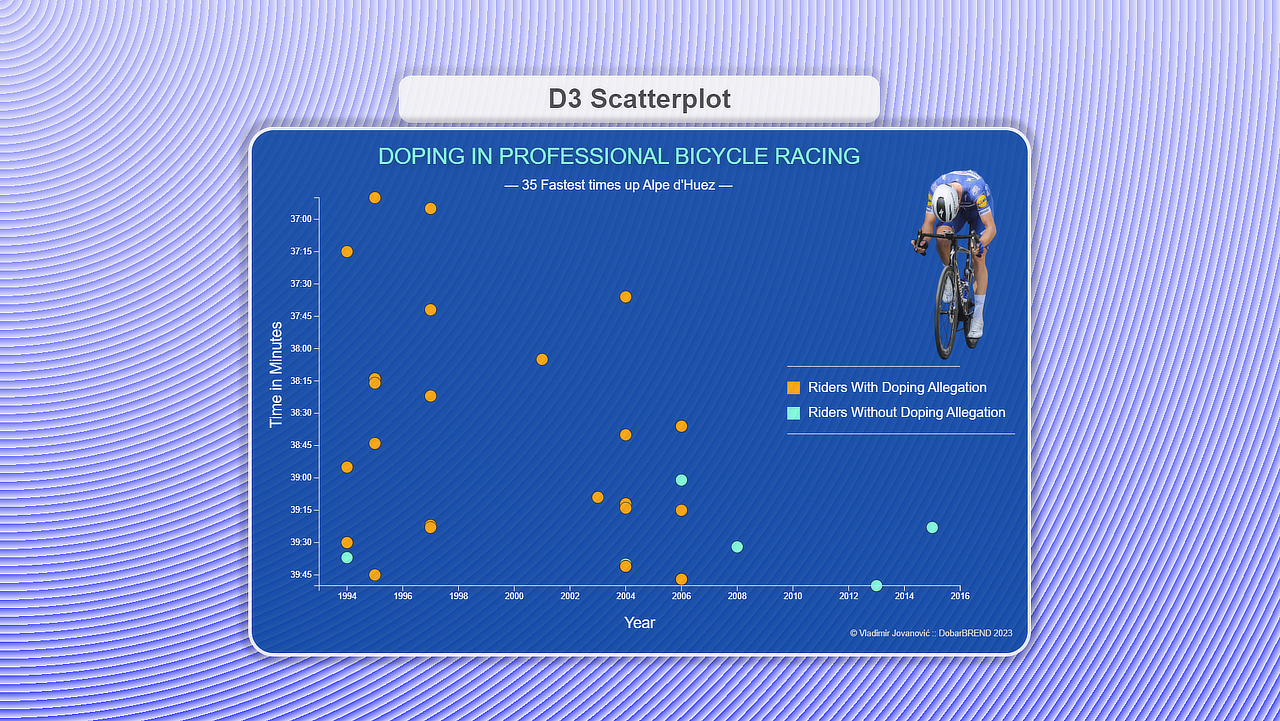 D3 Scatterplot
DOPING IN PROFESSIONAL BICYCLE RACING
— 35 Fastest times up Alpe d'Huez —
37:00
37:15
37:30
37:45
38:00
38:15
38:30
38:45
39:00
39:15
39:30
39:45
Time in Minutes
Riders With Doping Allegation
Riders Without Doping Allegation
1994 1996 1998 2000 2002 2004 2006 2008 2010 2012 2014 2016
Year
© Vladimir Jovanović :: DobarBREND 2023